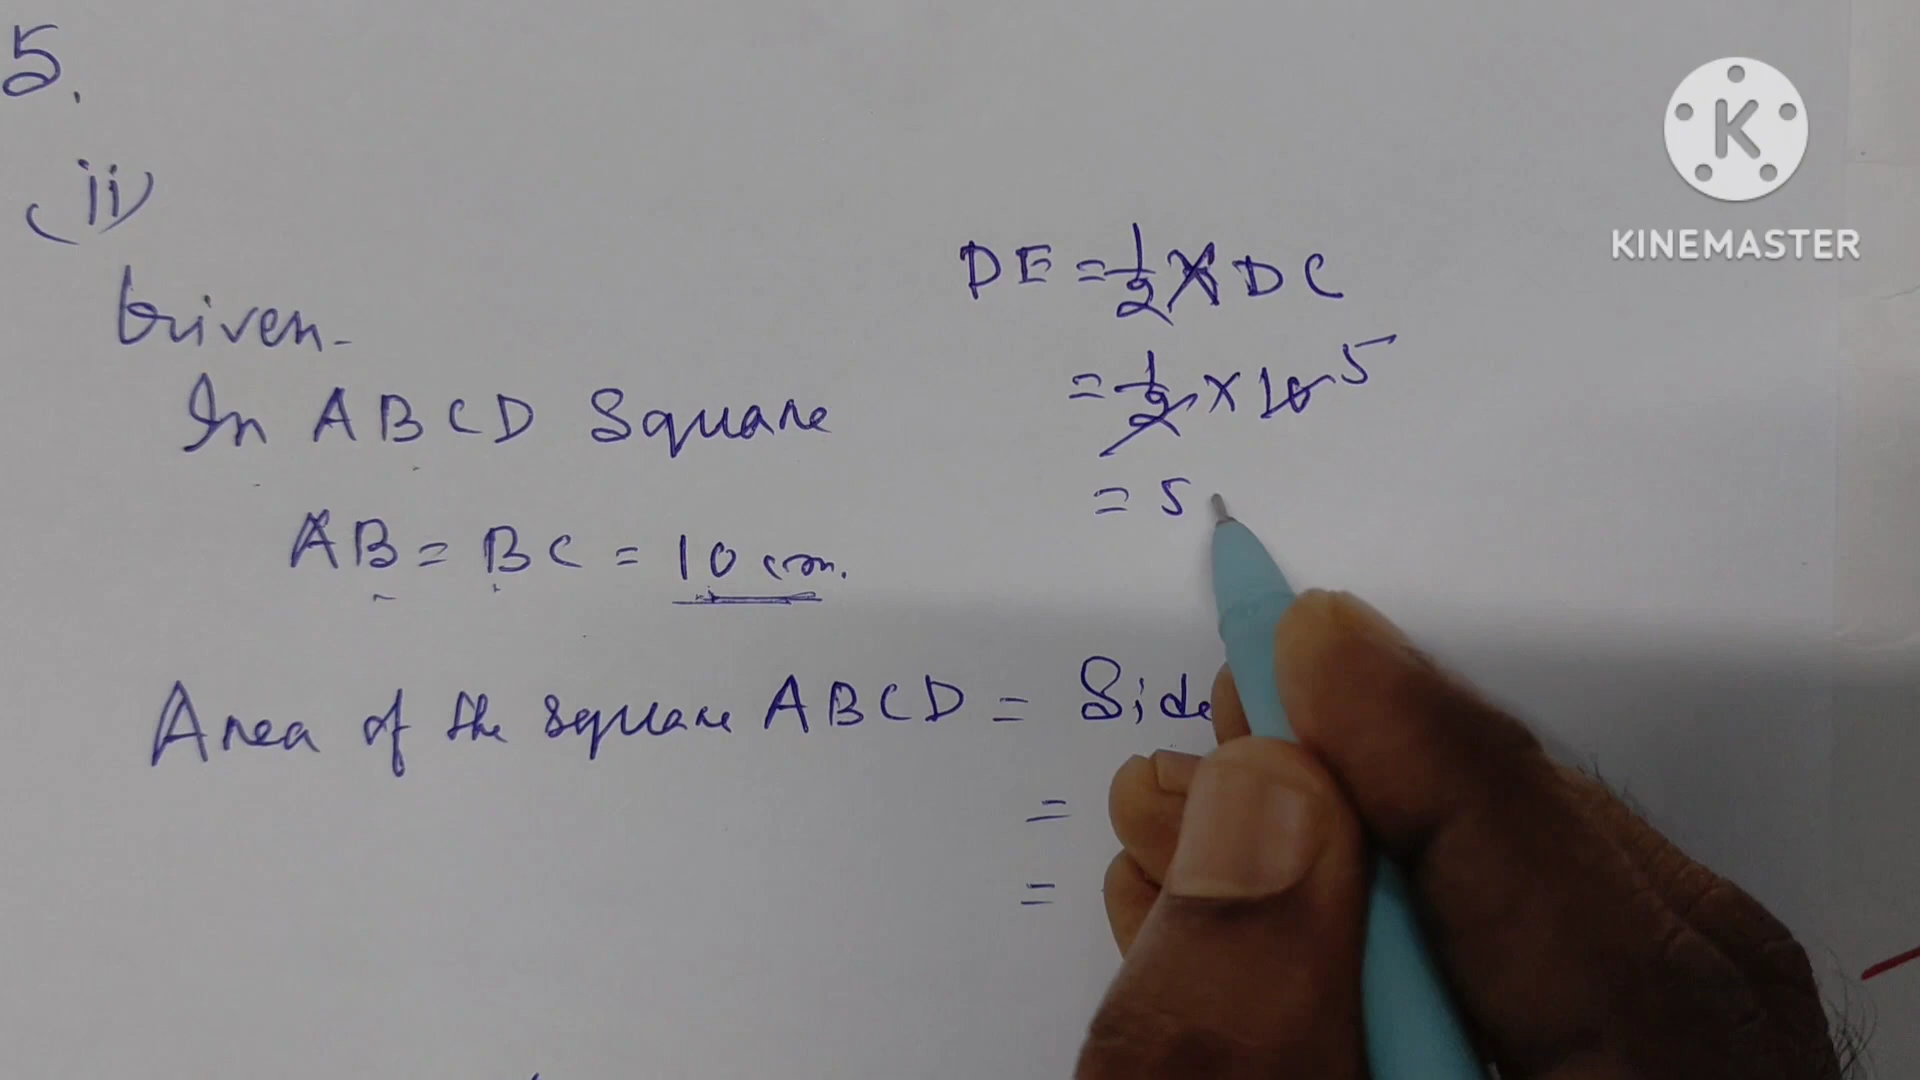 5.
(ii)
Given-
In ABCD Square
AB = BC = 10 cm.
DE = 1/2 X DC
= 1/2 X 10 5
= 5
Area of the square ABCD = Side
=
=
KINEMASTER